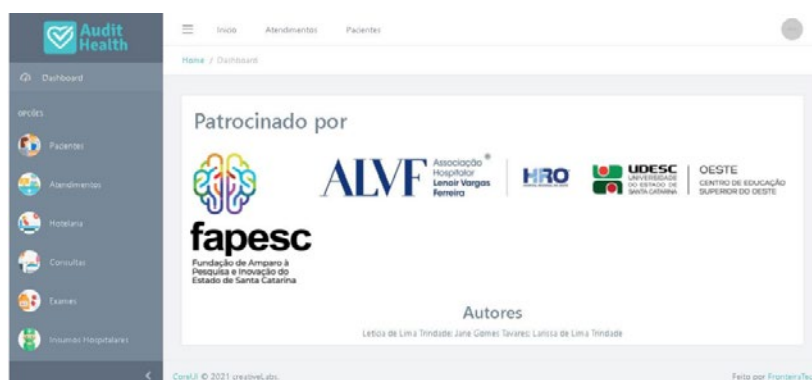 Audit
Health
Início
Atendimentos
Pacientes
Home / Dashboard
Dashboard
OPÇÕES
Pacientes
Atendimentos
Hotelaria
Consultas
Exames
Insumos Hospitalares
Patrocinado por
fapesc
Fundação de Amparo à
Pesquisa e Inovação do
Estado de Santa Catarina
ALVF
Associação
Hospitalar
Lenoir Vargas
Ferreira
HRO
UDESC
UNIVERSIDADE
DO ESTADO DE
SANTA CATARINA
OESTE
CENTRO DE EDUCAÇÃO
SUPERIOR DO OESTE
Autores
Leticia de Lima Trindade; Jane Gomes Tavares; Larissa de Lima Trindade
CoreUI © 2021 creativeLabs.
Feito por FronteiraTec